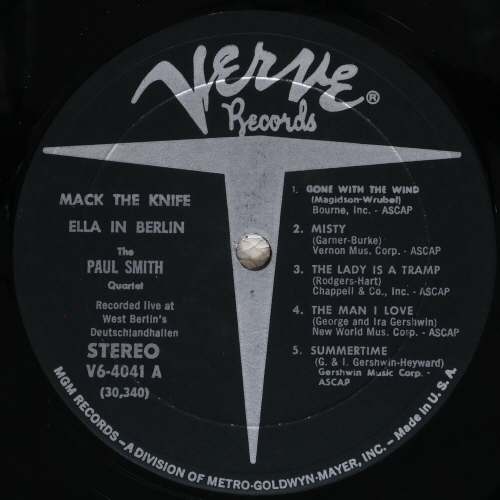 Verve®
Records
MACK THE KNIFE
ELLA IN BERLIN
The
PAUL SMITH
Quartet
Recorded live at
West Berlin's
Deutschlandhallen
STEREO
V6-4041 A
(30,340)
1. GONE WITH THE WIND
(Magidson-Wrubel)
Bourne, Inc. - ASCAP
2. MISTY
(Garner-Burke)
Vernon Mus. Corp. - ASCAP
3. THE LADY IS A TRAMP
(Rodgers-Hart)
Chappell & Co., Inc. - ASCAP
4. THE MAN I LOVE
(George and Ira Gershwin)
New World Mus. Corp. - ASCAP
5. SUMMERTIME
(G. & I. Gershwin-Heyward)
Gershwin Music Corp. -
ASCAP
MGM RECORDS —A DIVISION OF METRO-GOLDWYN-MAYER, INC. – Made in U.S.A.